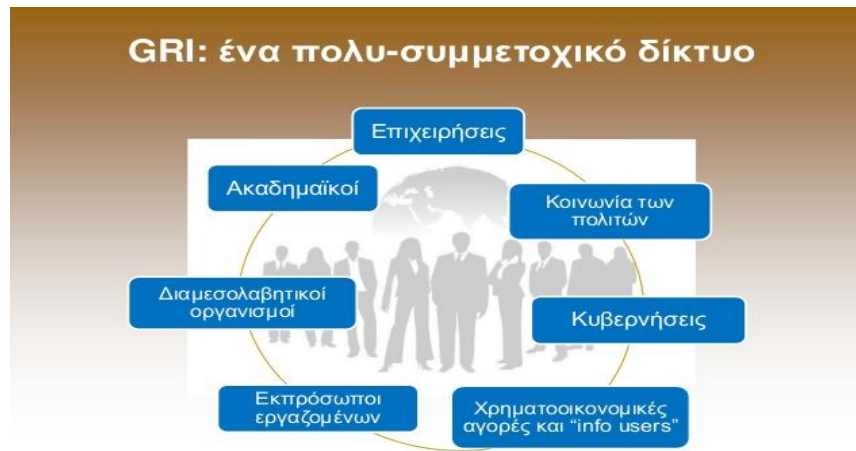 GRI: ένα πολυ-συμμετοχικό δίκτυο
Επιχειρήσεις
Ακαδημαϊκοί
Κοινωνία των
πολιτών
Διαμεσολαβητικοί
οργανισμοί
Κυβερνήσεις
Εκπρόσωποι
εργαζομένων
Χρηματοοικονομικές
αγορές και “info users”